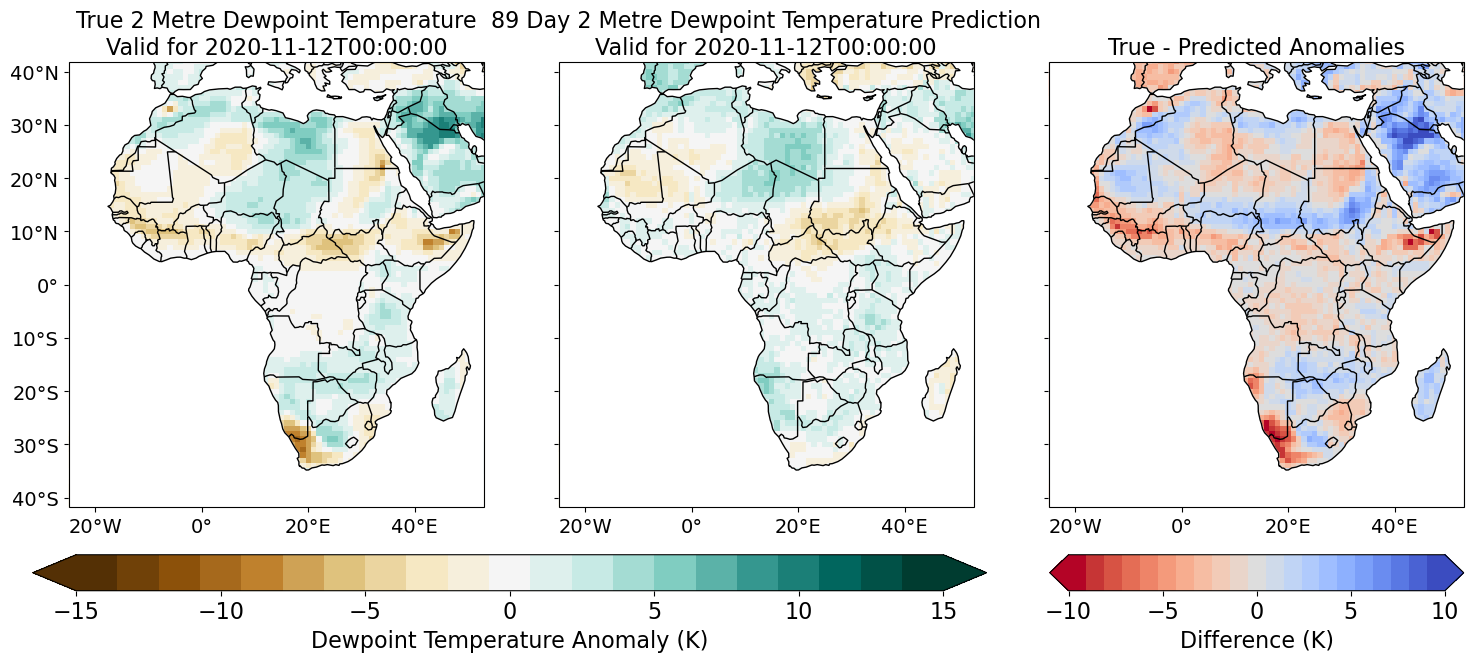 True 2 Metre Dewpoint Temperature
Valid for 2020-11-12T00:00:00
89 Day 2 Metre Dewpoint Temperature Prediction
Valid for 2020-11-12T00:00:00
True - Predicted Anomalies
40°N
30°N
20°N
10°N
0°
10°S
20°S
30°S
40°S
20°W 0° 20°E 40°E
20°W 0° 20°E 40°E
20°W 0° 20°E 40°E
−15 −10 −5 0 5 10 15
Dewpoint Temperature Anomaly (K)
−10 −5 0 5 10
Difference (K)